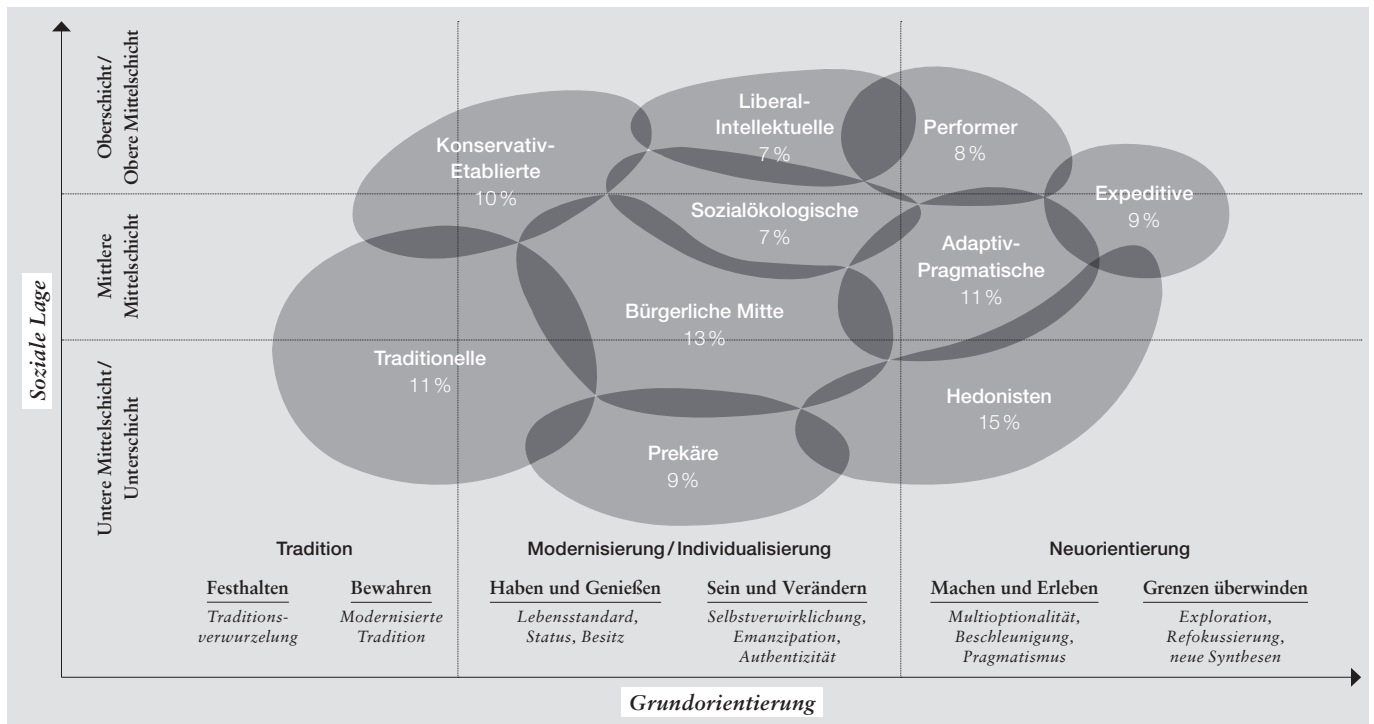 Soziale Lage
Oberschicht /
Obere Mittelschicht
Mittlere
Mittelschicht
Untere Mittelschicht /
Unterschicht
Konservativ-
Etablierte
10 %
Liberal-
Intellektuelle
7 %
Performer
8 %
Expeditive
9 %
Sozialökologische
7 %
Adaptiv-
Pragmatische
11 %
Bürgerliche Mitte
13 %
Traditionelle
11 %
Hedonisten
15 %
Prekäre
9 %
Tradition
Modernisierung / Individualisierung
Neuorientierung
Festhalten
Traditions-
verwurzelung
Bewahren
Modernisierte
Tradition
Haben und Genießen
Lebensstandard,
Status, Besitz
Sein und Verändern
Selbstverwirklichung,
Emanzipation,
Authentizität
Machen und Erleben
Multioptionalität,
Beschleunigung,
Pragmatismus
Grenzen überwinden
Exploration,
Refokussierung,
neue Synthesen
Grundorientierung